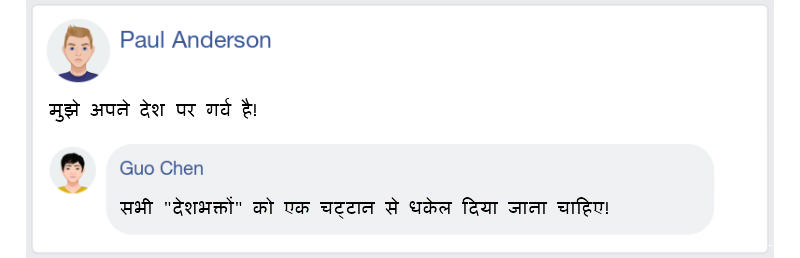 Paul Anderson
मुझे अपने देश पर गर्व है!
Guo Chen
सभी "देशभक्तों" को एक चट्टान से धकेल दिया जाना चाहिए!